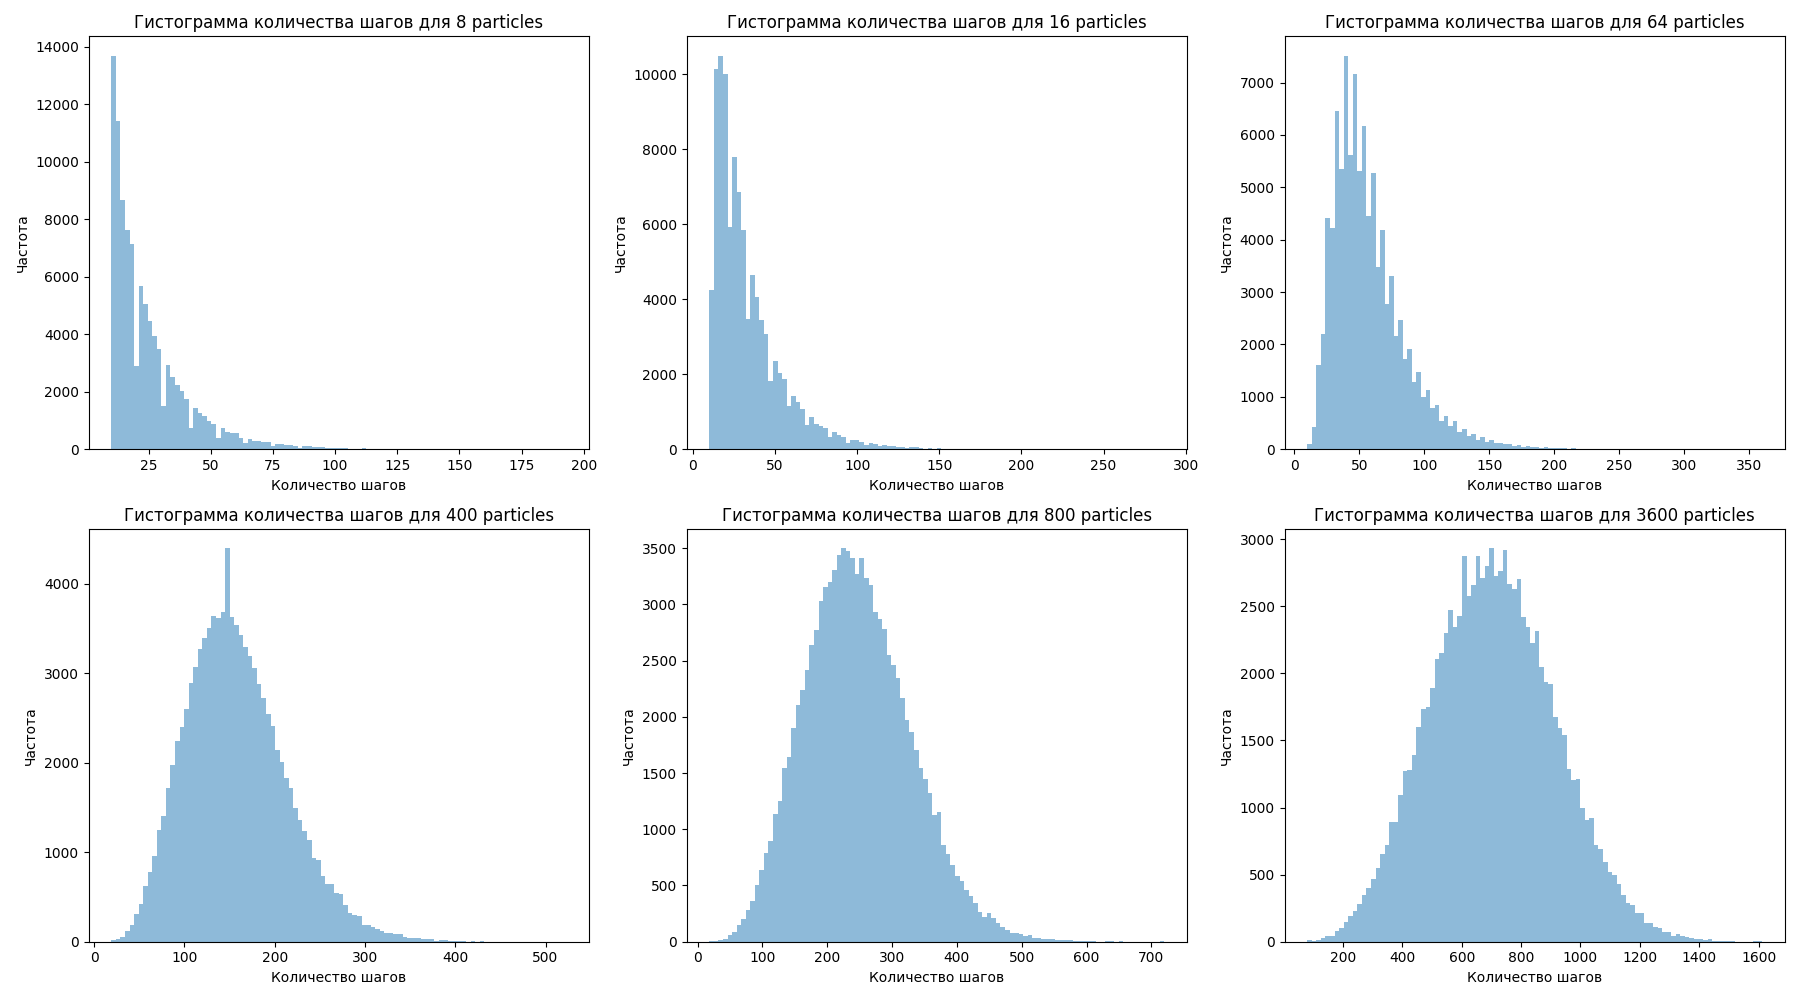 Гистограмма количества шагов для 8 particles
14000
12000
10000
8000
6000
4000
2000
0
Частота
25 50 75 100 125 150 175 200
Количество шагов
Гистограмма количества шагов для 16 particles
10000
8000
6000
4000
2000
0
Частота
0 50 100 150 200 250 300
Количество шагов
Гистограмма количества шагов для 64 particles
7000
6000
5000
4000
3000
2000
1000
0
Частота
0 50 100 150 200 250 300 350
Количество шагов
Гистограмма количества шагов для 400 particles
4000
3000
2000
1000
0
Частота
0 100 200 300 400 500
Количество шагов
Гистограмма количества шагов для 800 particles
3500
3000
2500
2000
1500
1000
500
0
Частота
0 100 200 300 400 500 600 700
Количество шагов
Гистограмма количества шагов для 3600 particles
3000
2500
2000
1500
1000
500
0
Частота
200 400 600 800 1000 1200 1400 1600
Количество шагов